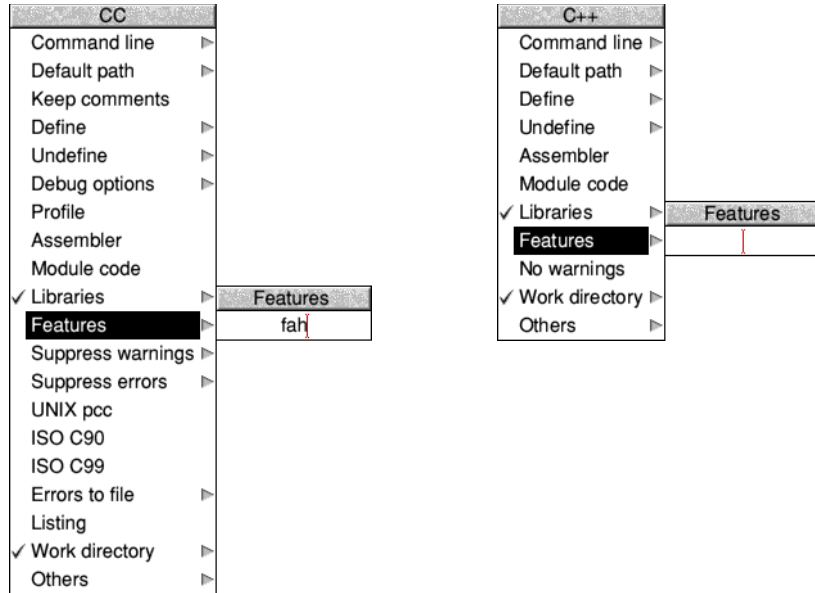 CC
Command line
Default path
Keep comments
Define
Undefine
Debug options
Profile
Assembler
Module code
Libraries
Features
Suppress warnings
Suppress errors
UNIX pcc
ISO C90
ISO C99
Errors to file
Listing
Work directory
Others
Features
fah
C++
Command line
Default path
Define
Undefine
Assembler
Module code
Libraries
Features
No warnings
Work directory
Others
Features